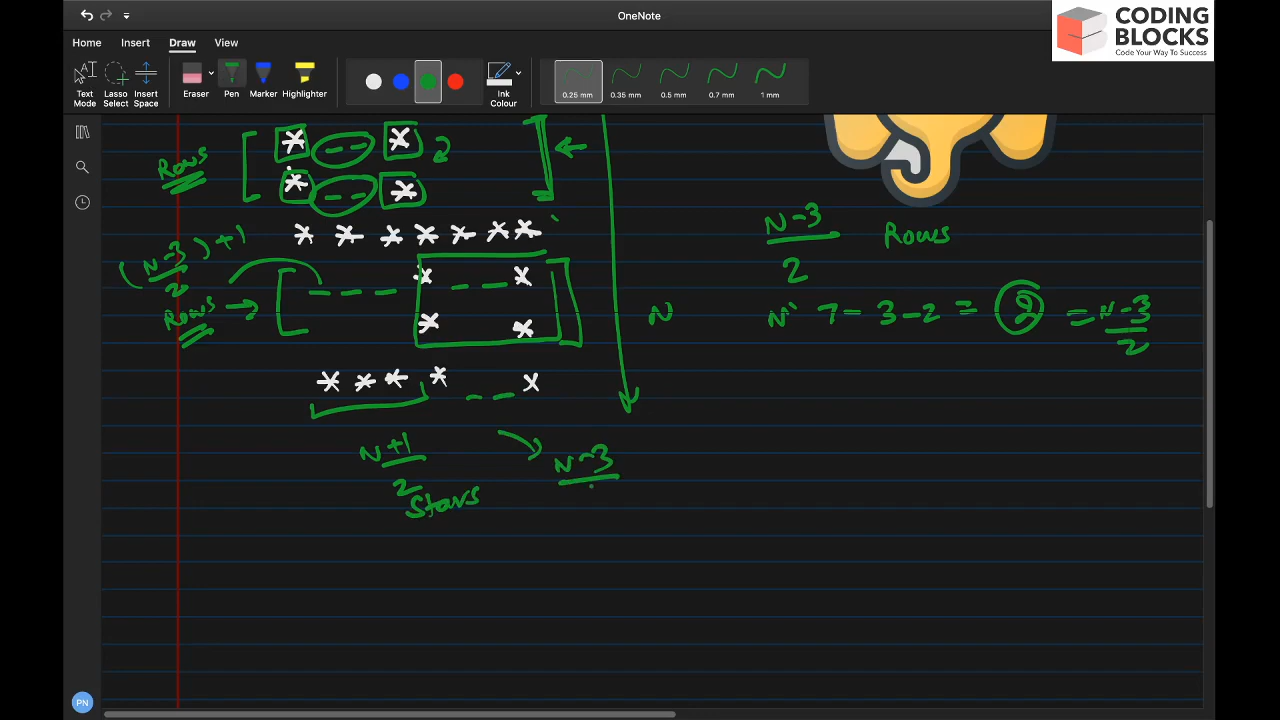 OneNote
CODING
BLOCKS
Code Your Way To Success
Home Insert Draw View
Text Mode
Lasso Select
Insert Space
Eraser
Pen
Marker
Highlighter
Ink Colour
0.25 mm
0.35 mm
0.5 mm
0.7 mm
1 mm
Rows [ * -- * ] ←
* -- *
* * * * * * *
(N-3)/2 + 1
Rows → [ ---- * --- *
* *
* * * * -- *
N+1
2
Stars
N-3
N
N-3
2 Rows
N 7 = 3-2 = 2 = N-3
2
PN